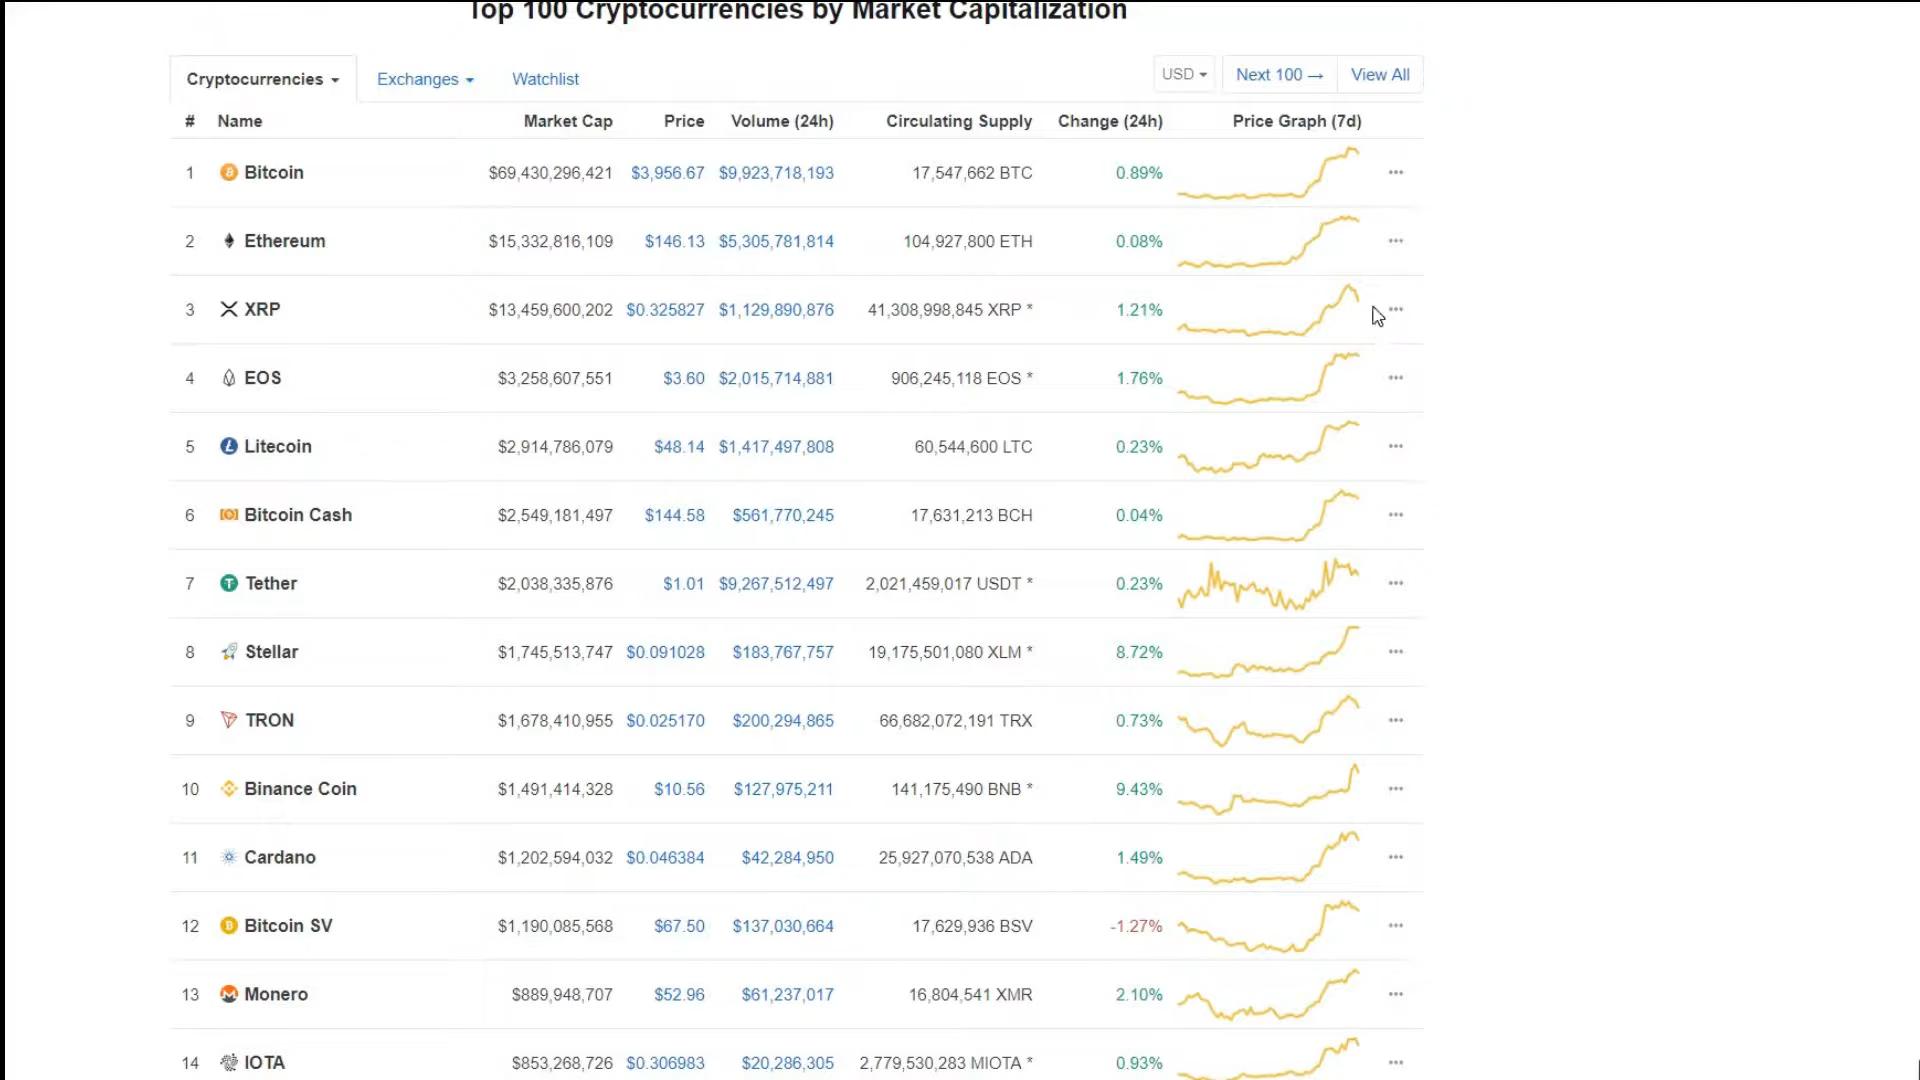 Top 100 Cryptocurrencies by Market Capitalization
Cryptocurrencies Exchanges Watchlist USD Next 100 → View All
# Name Market Cap Price Volume (24h) Circulating Supply Change (24h) Price Graph (7d)
1 Bitcoin $69,430,296,421 $3,956.67 $9,923,718,193 17,547,662 BTC 0.89%
2 Ethereum $15,332,816,109 $146.13 $5,305,781,814 104,927,800 ETH 0.08%
3 XRP $13,459,600,202 $0.325827 $1,129,890,876 41,308,998,845 XRP * 1.21%
4 EOS $3,258,607,551 $3.60 $2,015,714,881 906,245,118 EOS * 1.76%
5 Litecoin $2,914,786,079 $48.14 $1,417,497,808 60,544,600 LTC 0.23%
6 Bitcoin Cash $2,549,181,497 $144.58 $561,770,245 17,631,213 BCH 0.04%
7 Tether $2,038,335,876 $1.01 $9,267,512,497 2,021,459,017 USDT * 0.23%
8 Stellar $1,745,513,747 $0.091028 $183,767,757 19,175,501,080 XLM * 8.72%
9 TRON $1,678,410,955 $0.025170 $200,294,865 66,682,072,191 TRX 0.73%
10 Binance Coin $1,491,414,328 $10.56 $127,975,211 141,175,490 BNB * 9.43%
11 Cardano $1,202,594,032 $0.046384 $42,284,950 25,927,070,538 ADA 1.49%
12 Bitcoin SV $1,190,085,568 $67.50 $137,030,664 17,629,936 BSV -1.27%
13 Monero $889,948,707 $52.96 $61,237,017 16,804,541 XMR 2.10%
14 IOTA $853,268,726 $0.306983 $20,286,305 2,779,530,283 MIOTA * 0.93%